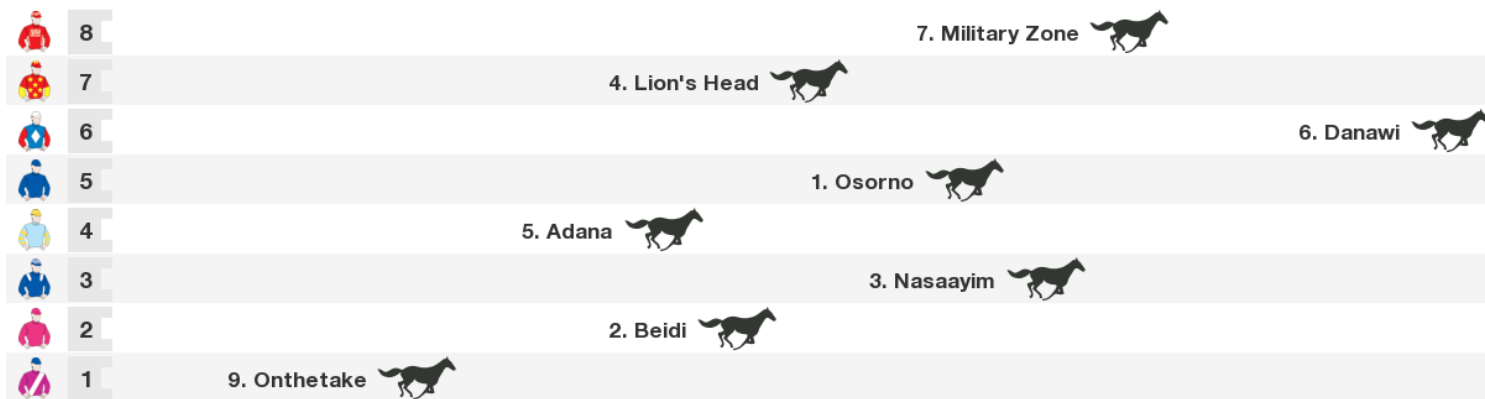 8 7. Military Zone
7 4. Lion's Head
6 6. Danawi
5 1. Osorno
4 5. Adana
3 3. Nasaayim
2 2. Beidi
1 9. Onthetake